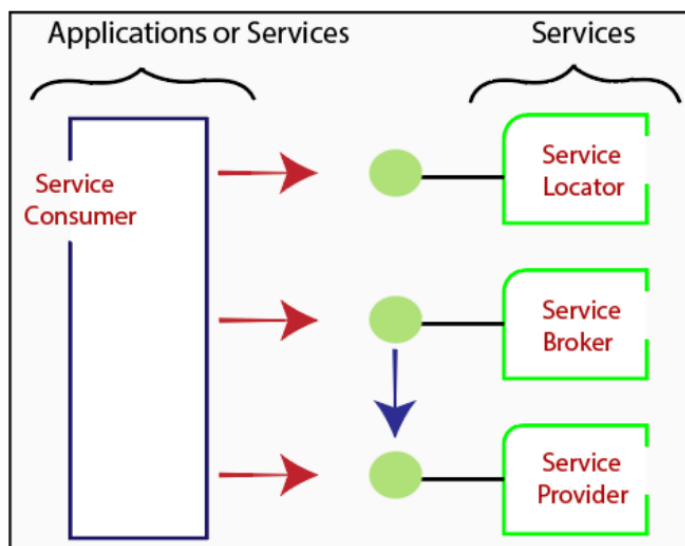 Applications or Services
Services
Service
Consumer
Service
Locator
Service
Broker
Service
Provider